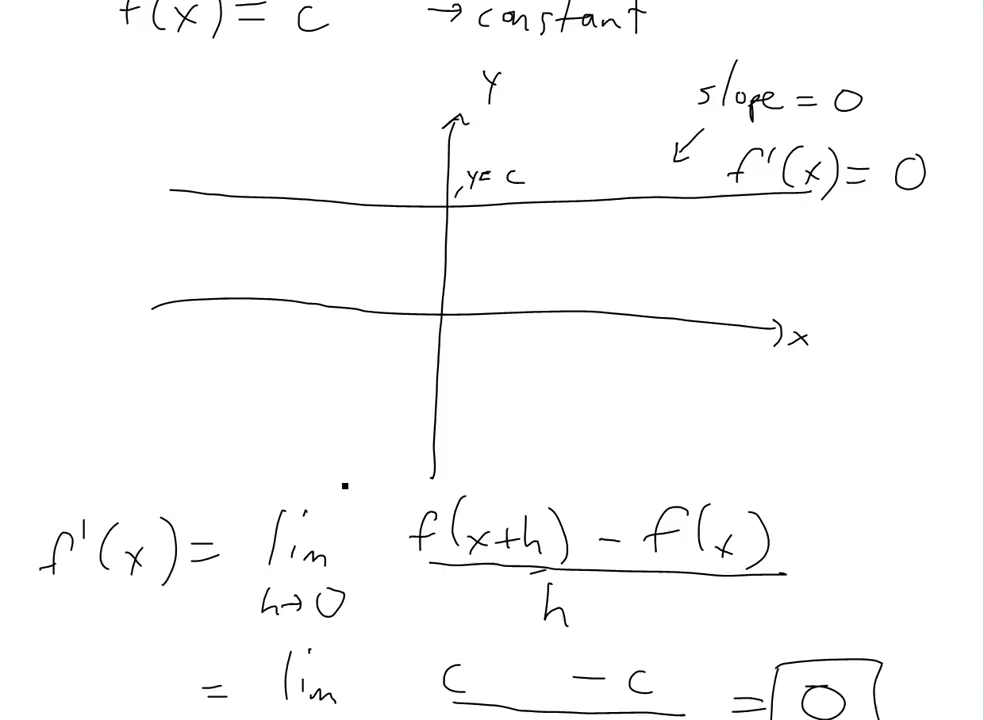 f(x) = c → constant
y
slope = 0
f'(x) = 0
y = c
x
f'(x) = lim f(x+h) - f(x)
h→0 h
= lim c - c = 0